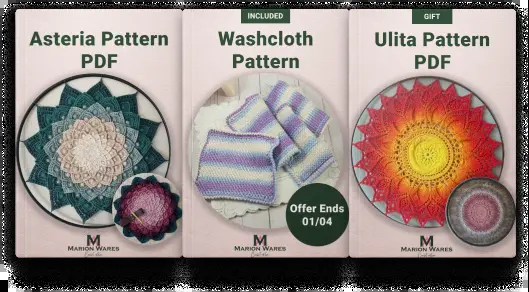 Asteria Pattern
PDF
MARION WARES
INCLUDED
Washcloth
Pattern
Offer Ends
01/04
MARION WARES
GIFT
Ulita Pattern
PDF
MARION WARES